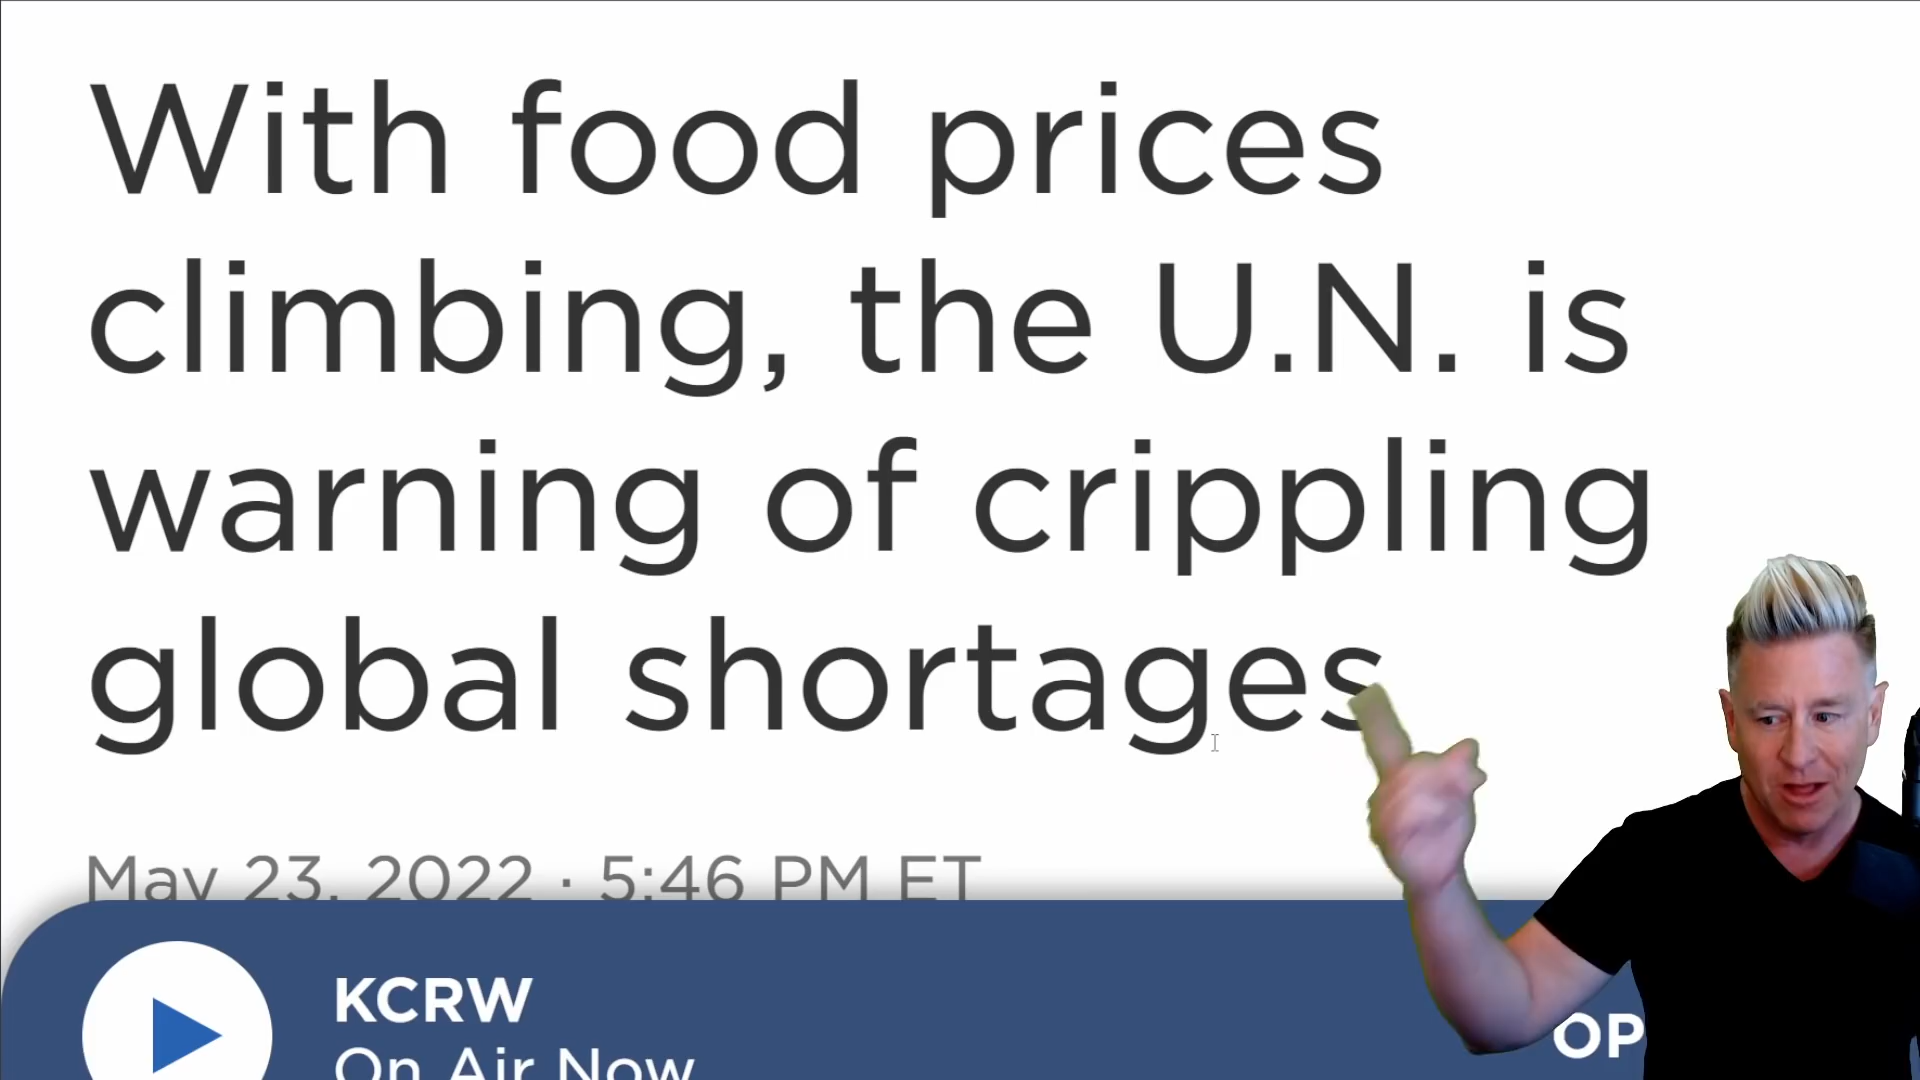 With food prices
climbing, the U.N. is
warning of crippling
global shortages
May 23, 2022 · 5:46 PM ET
KCRW
On Air Now
OP